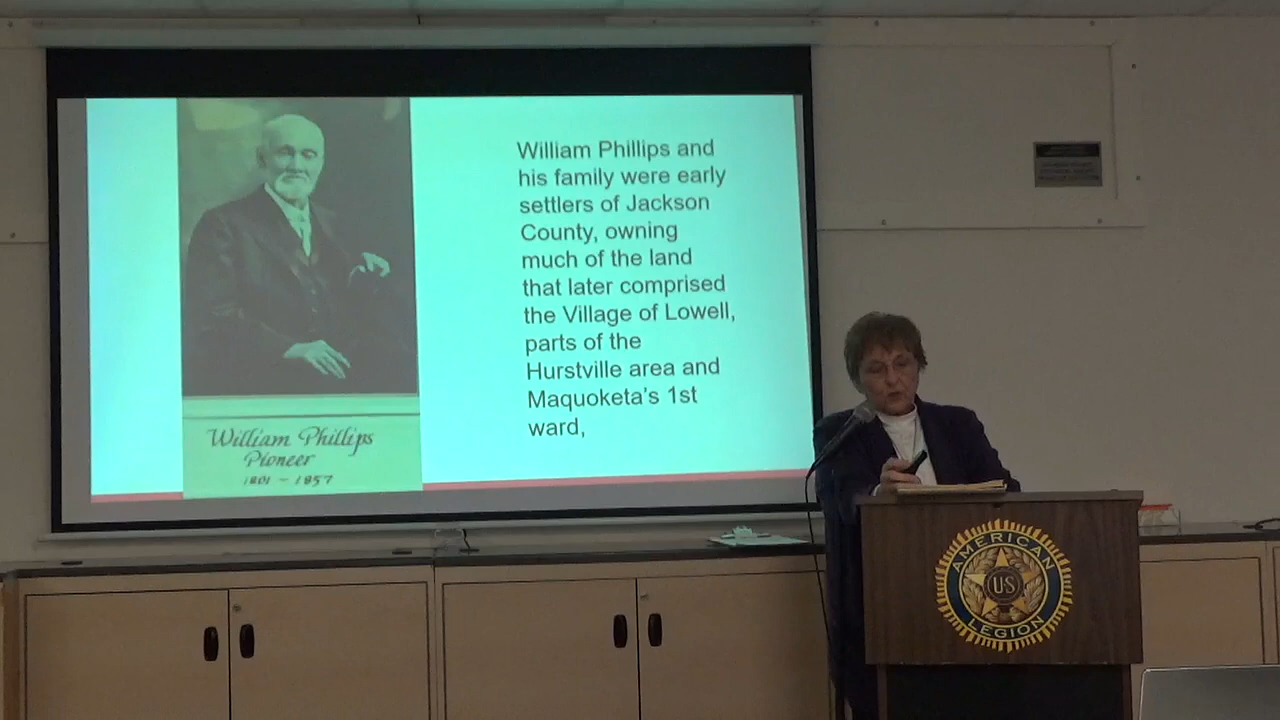 William Phillips and
his family were early
settlers of Jackson
County, owning
much of the land
that later comprised
the Village of Lowell,
parts of the
Hurstville area and
Maquoketa's 1st
ward,
William Phillips
Pioneer
1801 - 1857
AMERICAN
US
LEGION